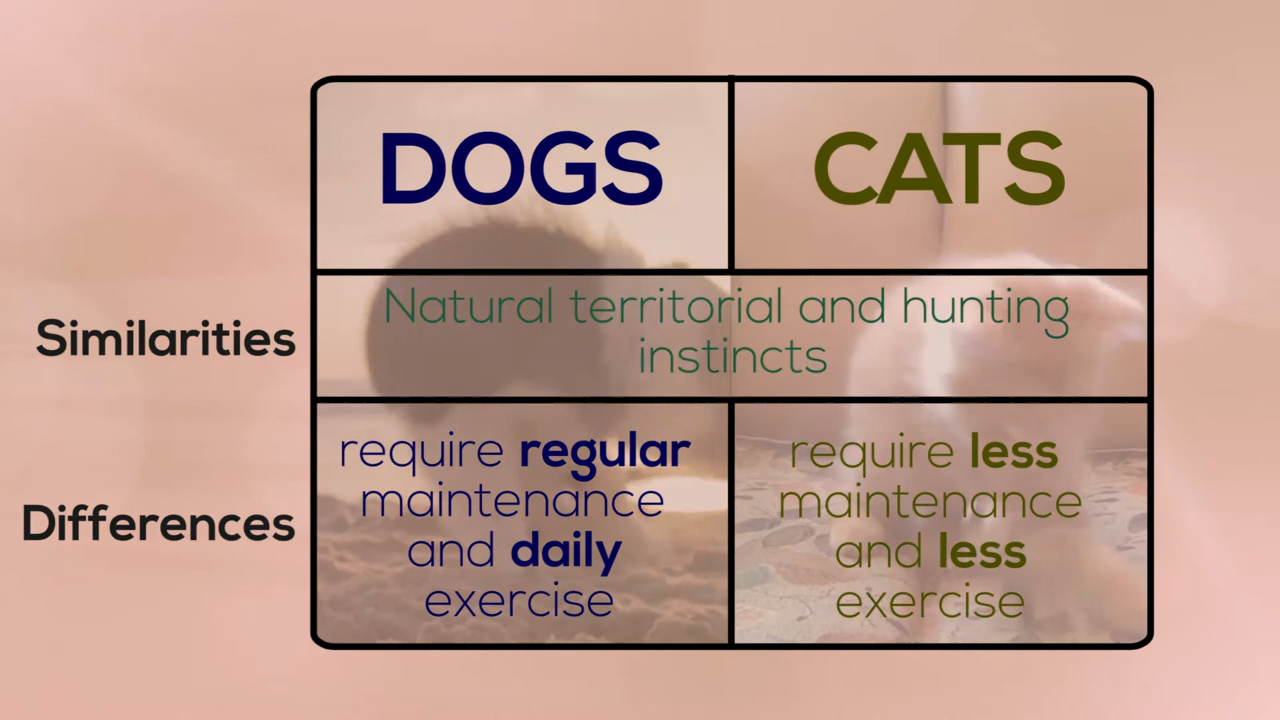 DOGS
CATS
Similarities
Natural territorial and hunting
instincts
Differences
require regular
maintenance
and daily
exercise
require less
maintenance
and less
exercise